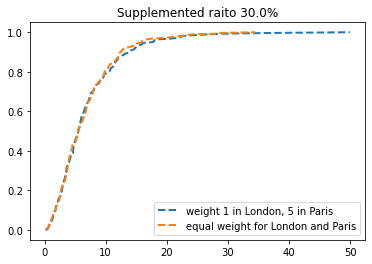 Supplemented raito 30.0%
1.0
0.8
0.6
0.4
0.2
0.0
weight 1 in London, 5 in Paris
equal weight for London and Paris
0 10 20 30 40 50